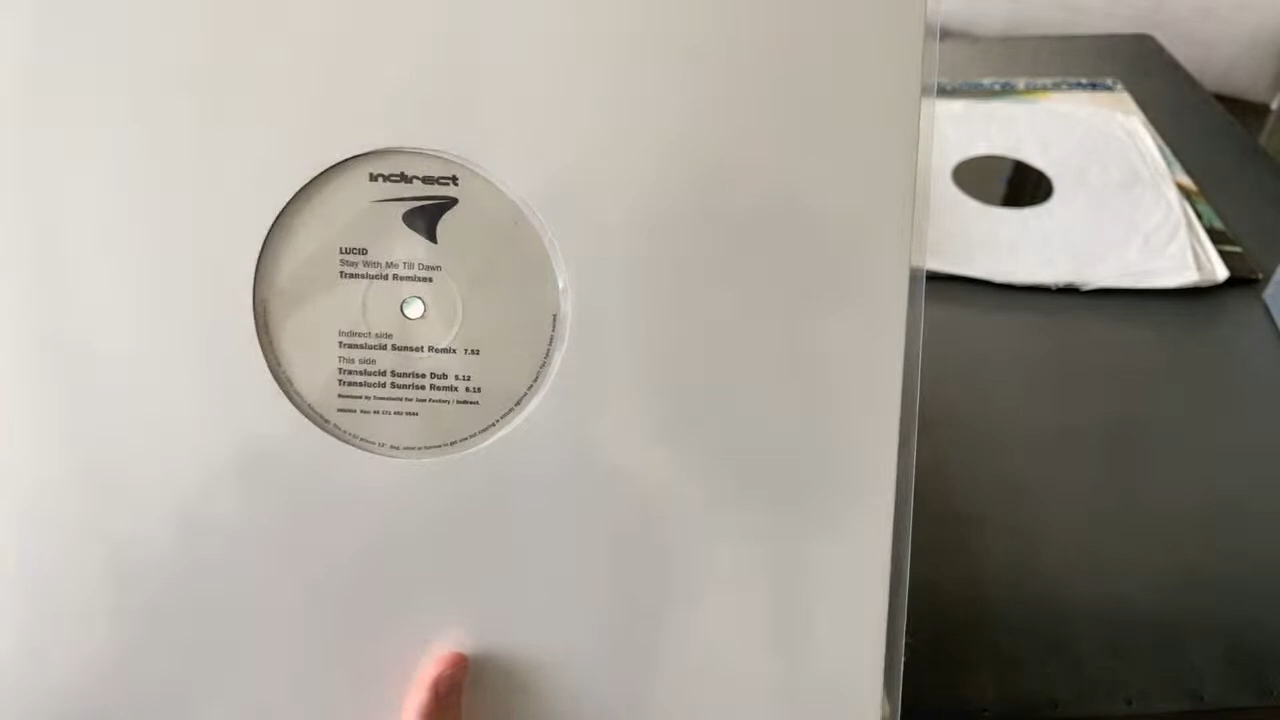 Indirect
LUCID
Stay With Me Till Dawn
Translucid Remixes
Indirect side
Translucid Sunset Remix 7.52
This side
Translucid Sunrise Dub 5.12
Translucid Sunrise Remix 6.15
Remixed by Translucid for Jam Factory / Indirect.